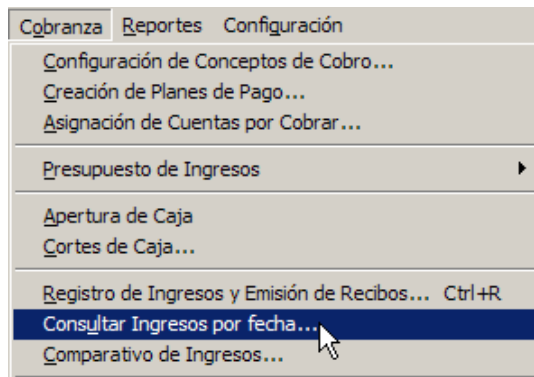 Cobranza Reportes Configuración
Configuración de Conceptos de Cobro...
Creación de Planes de Pago...
Asignación de Cuentas por Cobrar...
Presupuesto de Ingresos
Apertura de Caja
Cortes de Caja...
Registro de Ingresos y Emisión de Recibos... Ctrl+R
Consultar Ingresos por fecha...
Comparativo de Ingresos...